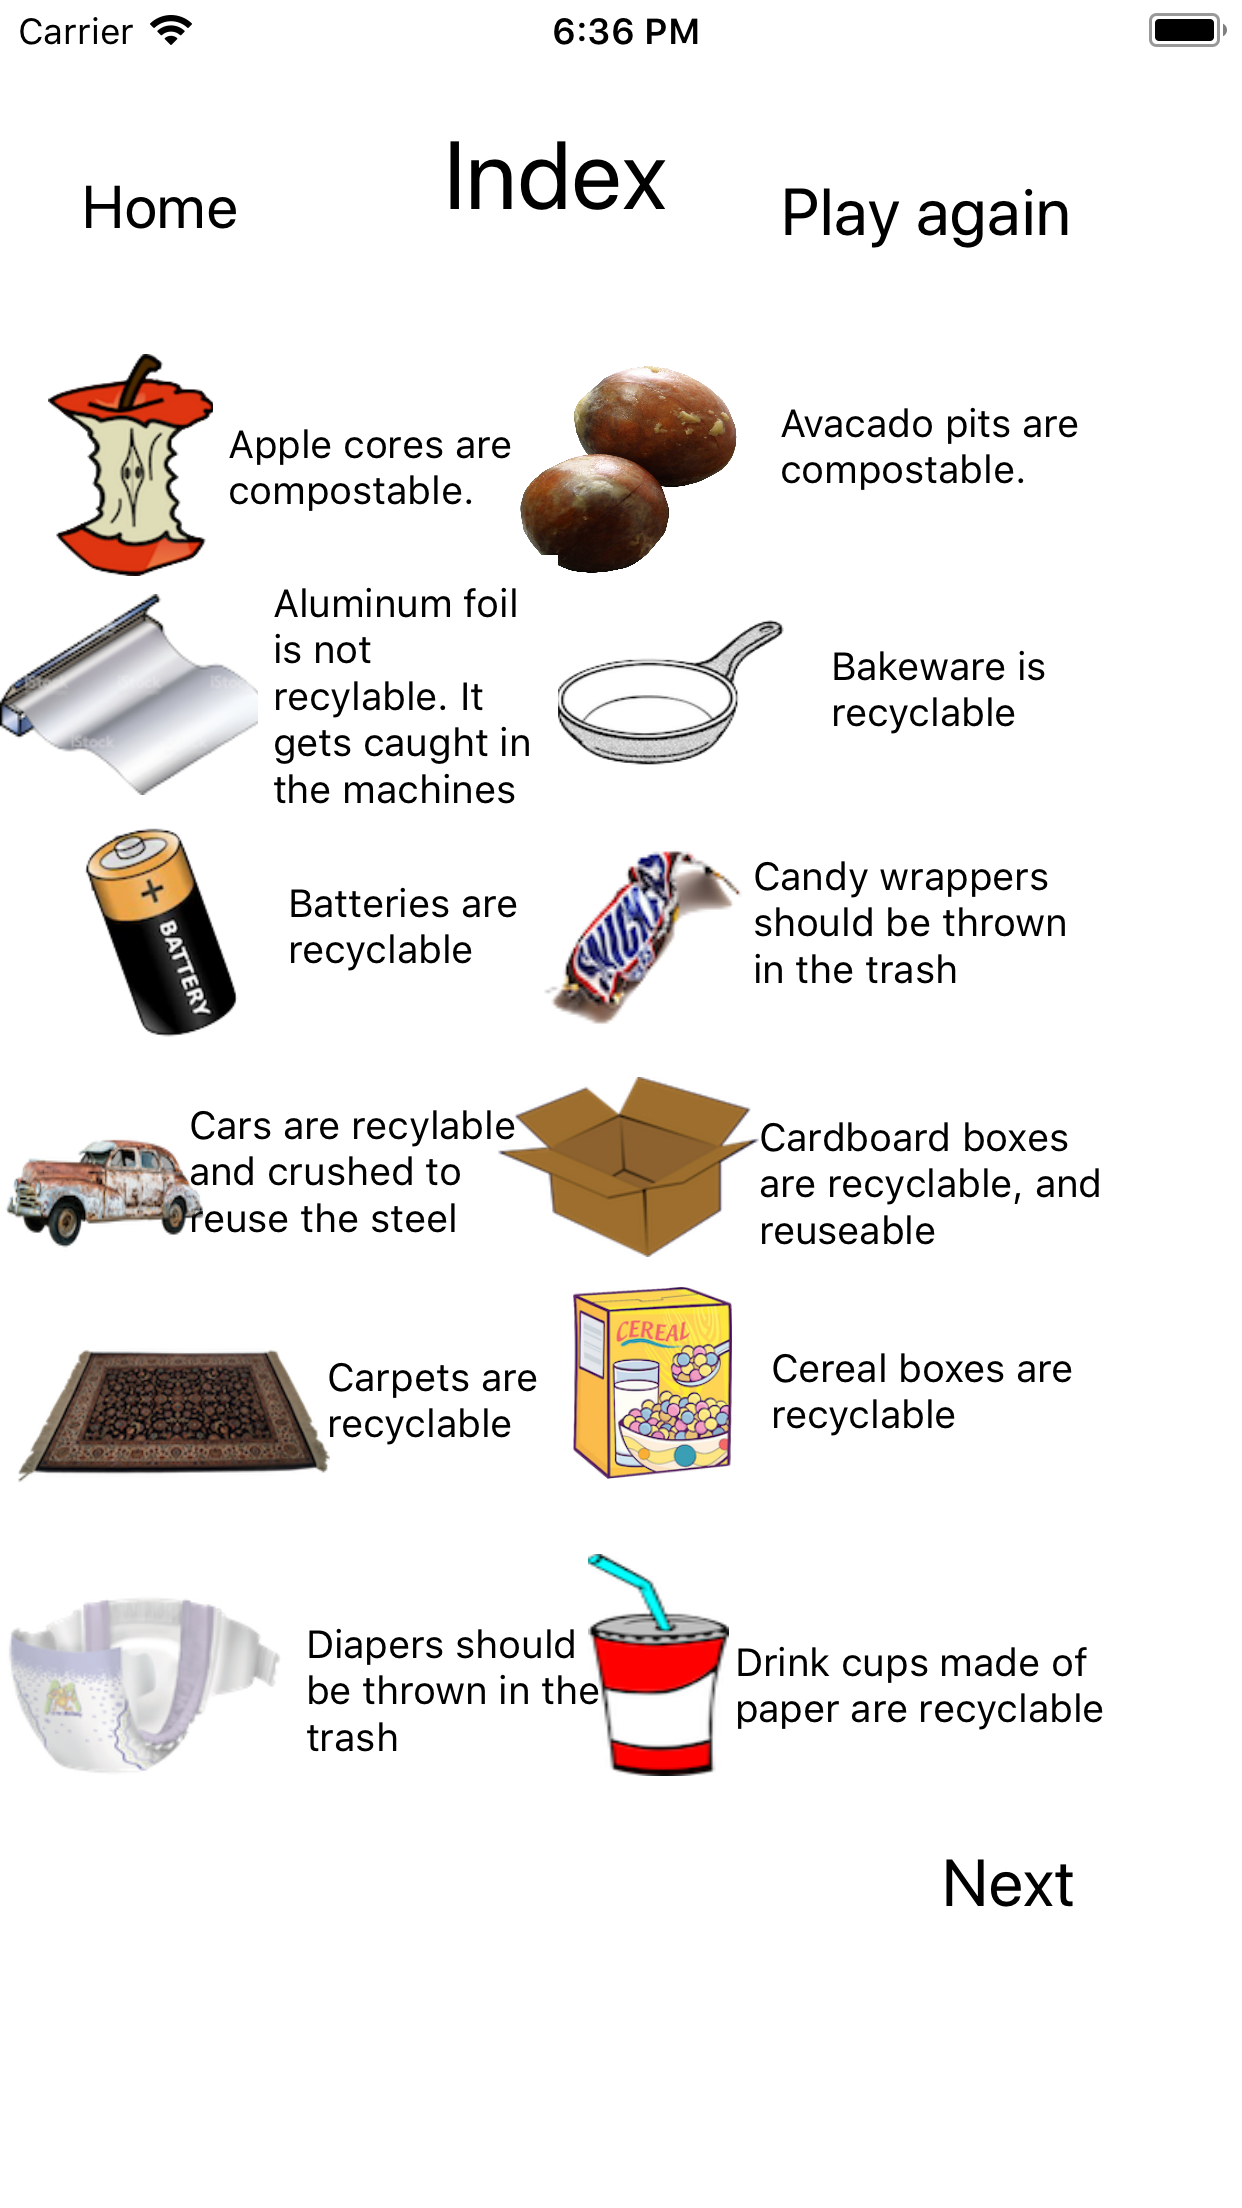 Carrier
6:36 PM
Index
Home
Play again
Apple cores are
compostable.
Avacado pits are
compostable.
Aluminum foil
is not
recylable. It
gets caught in
the machines
iStock
iStock
iStock
iStock
Bakeware is
recyclable
BATTERY
Batteries are
recyclable
Candy wrappers
should be thrown
in the trash
Cars are recylable
and crushed to
reuse the steel
Cardboard boxes
are recyclable, and
reuseable
Carpets are
recyclable
CEREAL
Cereal boxes are
recyclable
Diapers should
be thrown in the
trash
Drink cups made of
paper are recyclable
Next